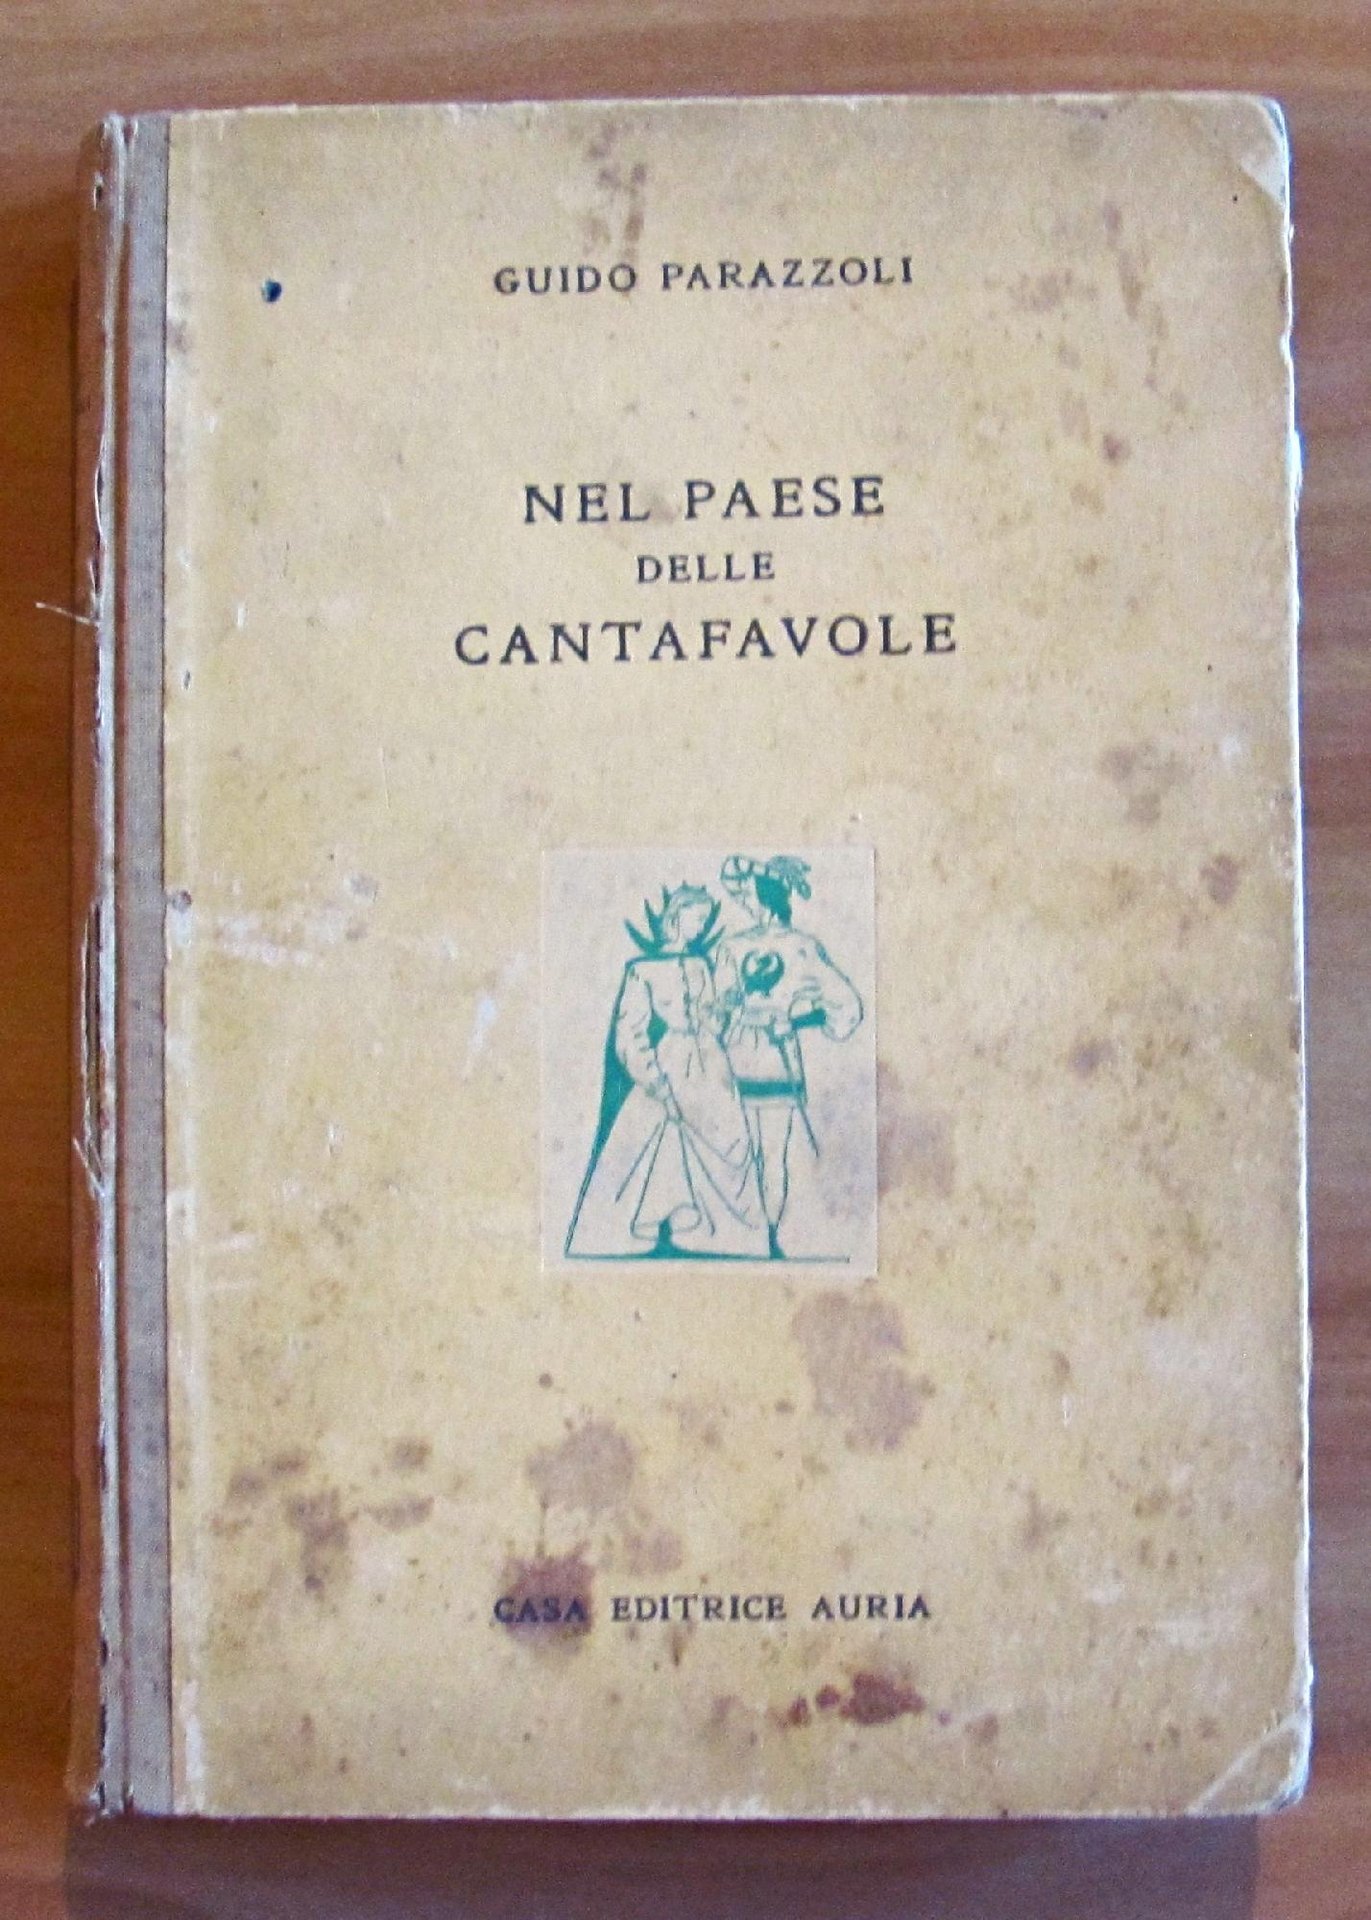 GUIDO PARAZZOLI
NEL PAESE
DELLE
CANTAFAVOLE
CASA EDITRICE AURIA